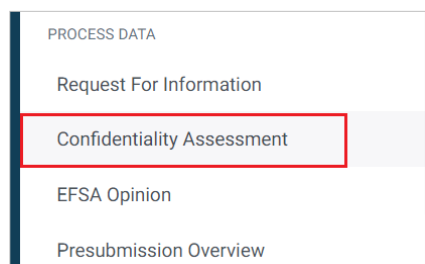 PROCESS DATA
Request For Information
Confidentiality Assessment
EFSA Opinion
Presubmission Overview